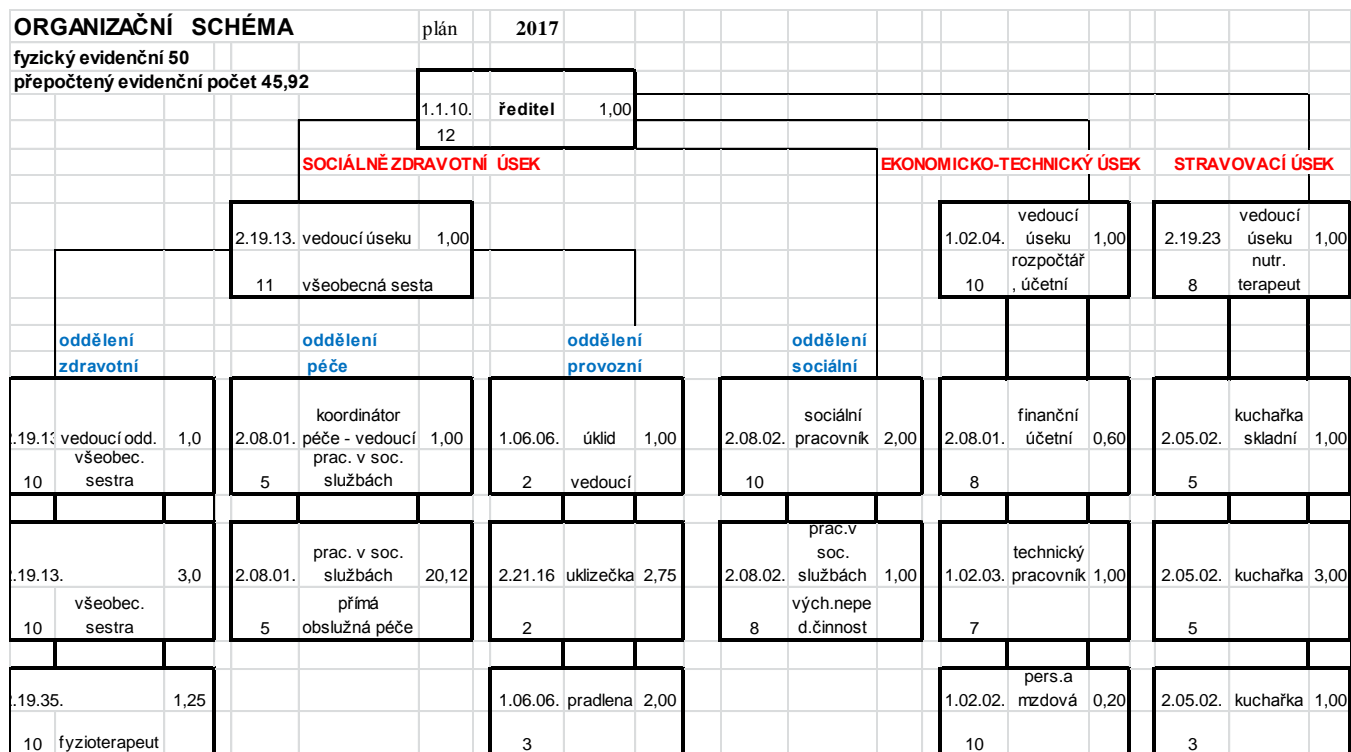 ORGANIZAČNÍ SCHÉMA plán 2017
fyzický evidenční 50
přepočtený evidenční počet 45,92
1.1.10. ředitel 1,00
12
SOCIÁLNĚ ZDRAVOTNÍ ÚSEK EKONOMICKO-TECHNICKÝ ÚSEK STRAVOVACÍ ÚSEK
2.19.13. vedoucí úseku 1,00
11 všeobecná sesta
1.02.04. vedoucí úseku 1,00
10 rozpočtář , účetní
2.19.23 vedoucí úseku 1,00
8 nutr. terapeut
oddělení oddělení oddělení oddělení
zdravotní péče provozní sociální
.19.13 vedoucí odd. 1,0
10 všeobec. sestra
2.08.01. koordinátor péče - vedoucí 1,00
5 prac. v soc. službách
1.06.06. úklid 1,00
2 vedoucí
2.08.02. sociální pracovník 2,00
10
2.08.01. finanční účetní 0,60
8
2.05.02. kuchařka skladní 1,00
5
.19.13. 3,0
10 všeobec. sestra
2.08.01. prac. v soc. službách 20,12
5 přímá obslužná péče
2.21.16 uklizečka 2,75
2
2.08.02. prac.v soc. službách 1,00
8 vých.nepe d.činnost
1.02.03. technický pracovník 1,00
7
2.05.02. kuchařka 3,00
5
.19.35. 1,25
10 fyzioterapeut
1.06.06. pradlena 2,00
3
1.02.02. pers.a mzdová 0,20
10
2.05.02. kuchařka 1,00
3